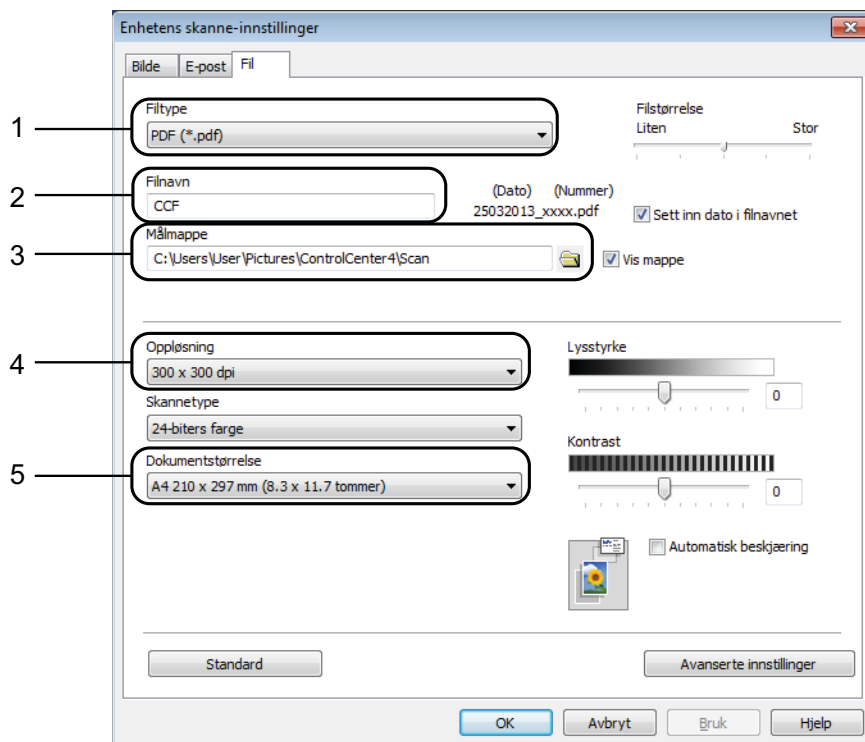 Enhetens skanne-innstillinger
Bilde E-post Fil
1
Filtype
PDF (*.pdf)
Filstørrelse
Liten Stor
2
Filnavn
CCF
(Dato) (Nummer)
25032013_xxxx.pdf
Sett inn dato i filnavnet
3
Målmappe
C:\Users\User\Pictures\ControlCenter4\Scan
Vis mappe
4
Oppløsning
300 x 300 dpi
Skannetype
24-biters farge
5
Dokumentstørrelse
A4 210 x 297 mm (8.3 x 11.7 tommer)
Lysstyrke
0
Kontrast
0
Automatisk beskjæring
Standard
Avanserte innstillinger
OK Avbryt Bruk Hjelp